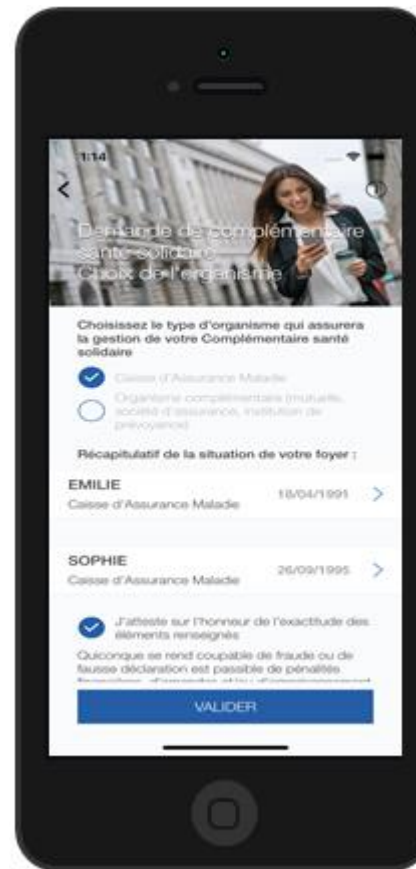 1:14
Demande de complémentaire
santé solidaire
Choix de l'organisme
Choisissez le type d'organisme qui assurera
la gestion de votre Complémentaire santé
solidaire
Caisse d'Assurance Maladie
Organisme complémentaire (mutuelle,
société d'assurance, institution de
prévoyance)
Récapitulatif de la situation de votre foyer :
EMILIE
18/04/1991
Caisse d'Assurance Maladie
SOPHIE
26/09/1995
Caisse d'Assurance Maladie
J'atteste sur l'honneur de l'exactitude des
éléments renseignés
Quiconque se rend coupable de fraude ou de
fausse déclaration est passible de pénalités
VALIDER